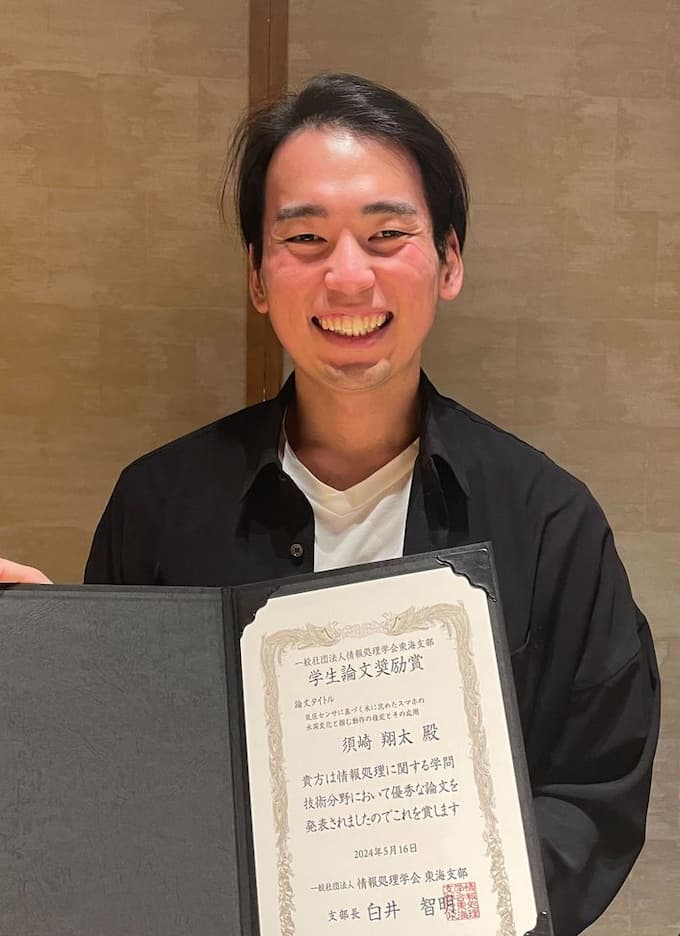 一般社団法人情報処理学会東海支部
学生論文奨励賞
論文タイトル
気圧センサに基づく水に沈めたスマホの
水深変化と掴む動作の推定とその応用
須崎 翔太 殿
貴方は情報処理に関する学問
技術分野において優秀な論文を
発表されましたのでこれを賞します
2024年5月16日
一般社団法人 情報処理学会 東海支部
支部長 白井 智明